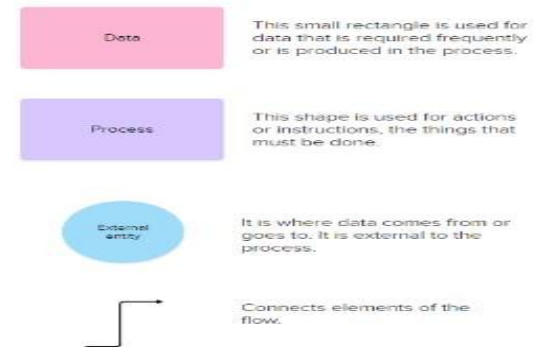 Data
This small rectangle is used for
data that is required frequently
or is produced in the process.
Process
This shape is used for actions
or instructions, the things that
must be done.
External
entity
It is where data comes from or
goes to. It is external to the
process.
Connects elements of the
flow.